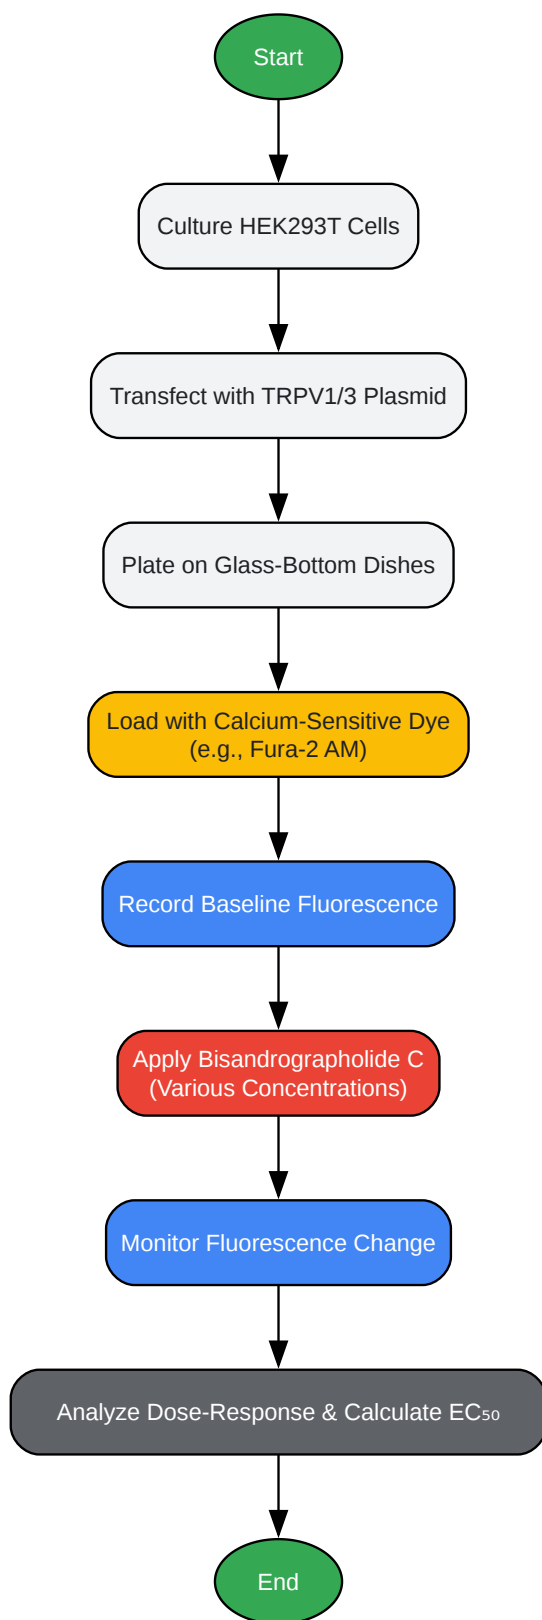 Start
Culture HEK293T Cells
Transfect with TRPV1/3 Plasmid
Plate on Glass-Bottom Dishes
Load with Calcium-Sensitive Dye
(e.g., Fura-2 AM)
Record Baseline Fluorescence
Apply Bisandrographolide C
(Various Concentrations)
Monitor Fluorescence Change
Analyze Dose-Response & Calculate EC₅₀
End